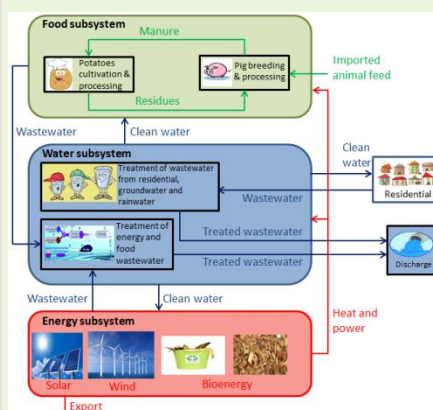 Food subsystem
Manure
Potatoes
cultivation &
processing
Pig breeding
& processing
Imported
animal feed
Residues
Wastewater
Clean water
Water subsystem
Clean
water
Treatment of wastewater
from residential,
groundwater and
rainwater
Residential
Wastewater
Treated wastewater
Treatment of
energy and
food
wastewater
Treated wastewater
Discharge
Wastewater
Clean water
Heat and
power
Energy subsystem
Solar
Wind
Bioenergy
Export